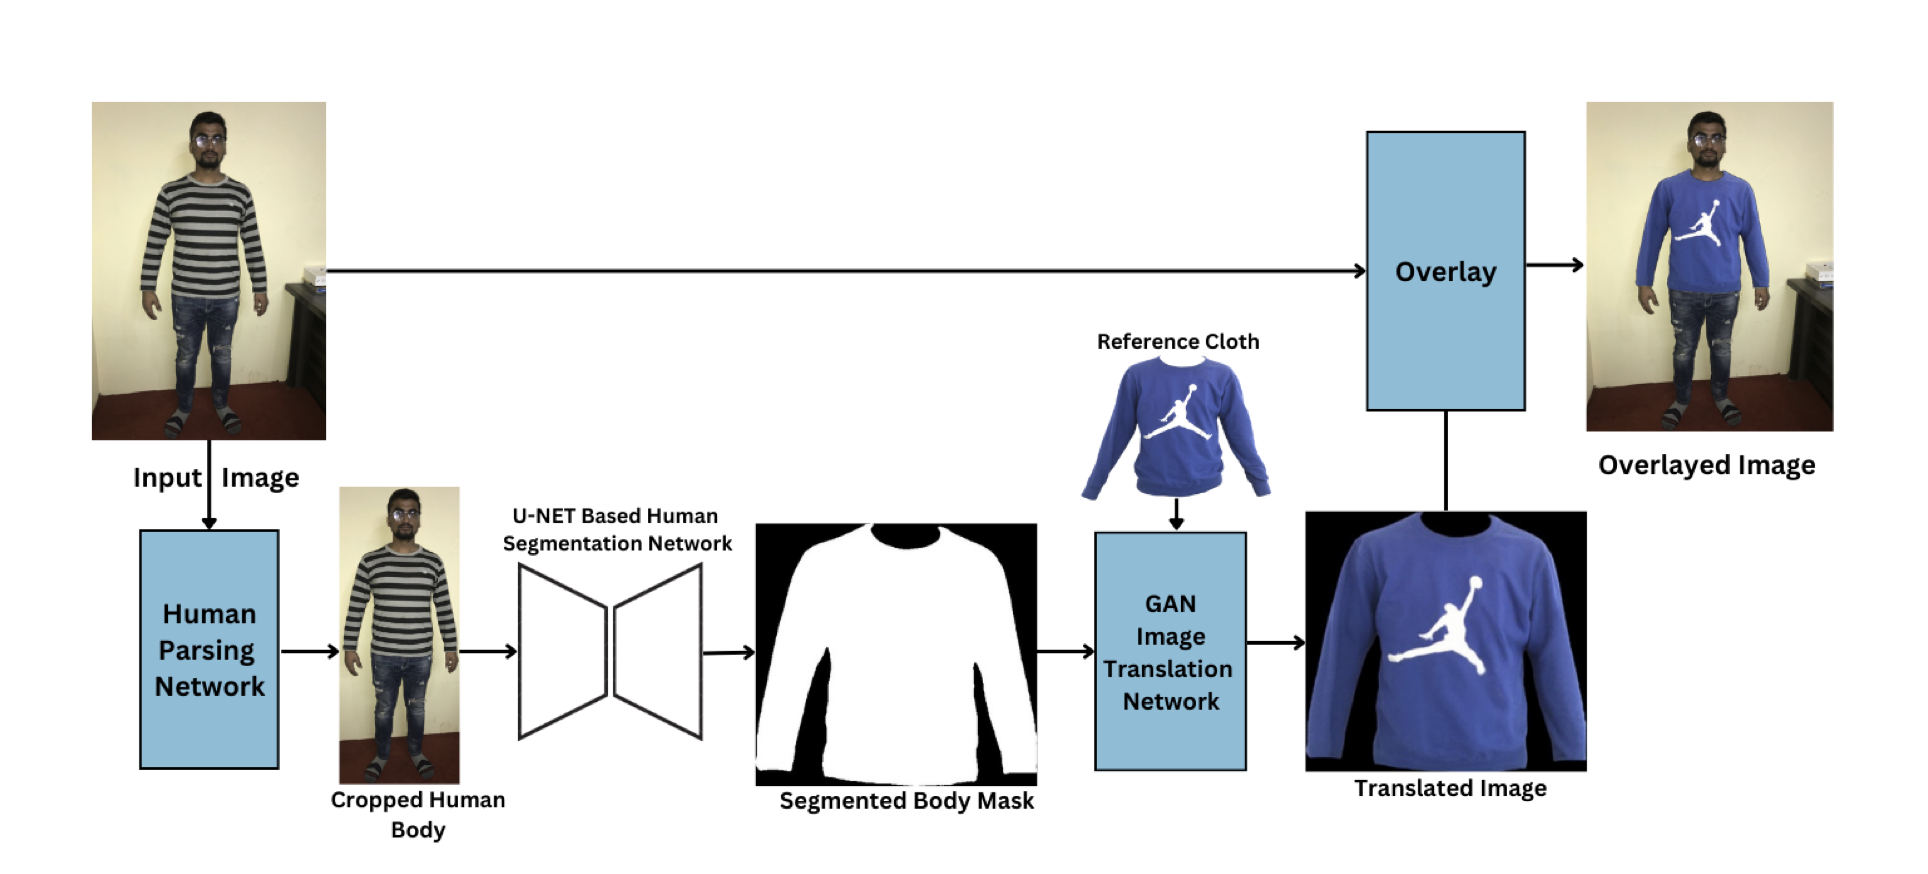 Overlay
Reference Cloth
Overlayed Image
Input Image
U-NET Based Human
Segmentation Network
Human
Parsing
Network
GAN
Image
Translation
Network
Cropped Human
Body
Segmented Body Mask
Translated Image